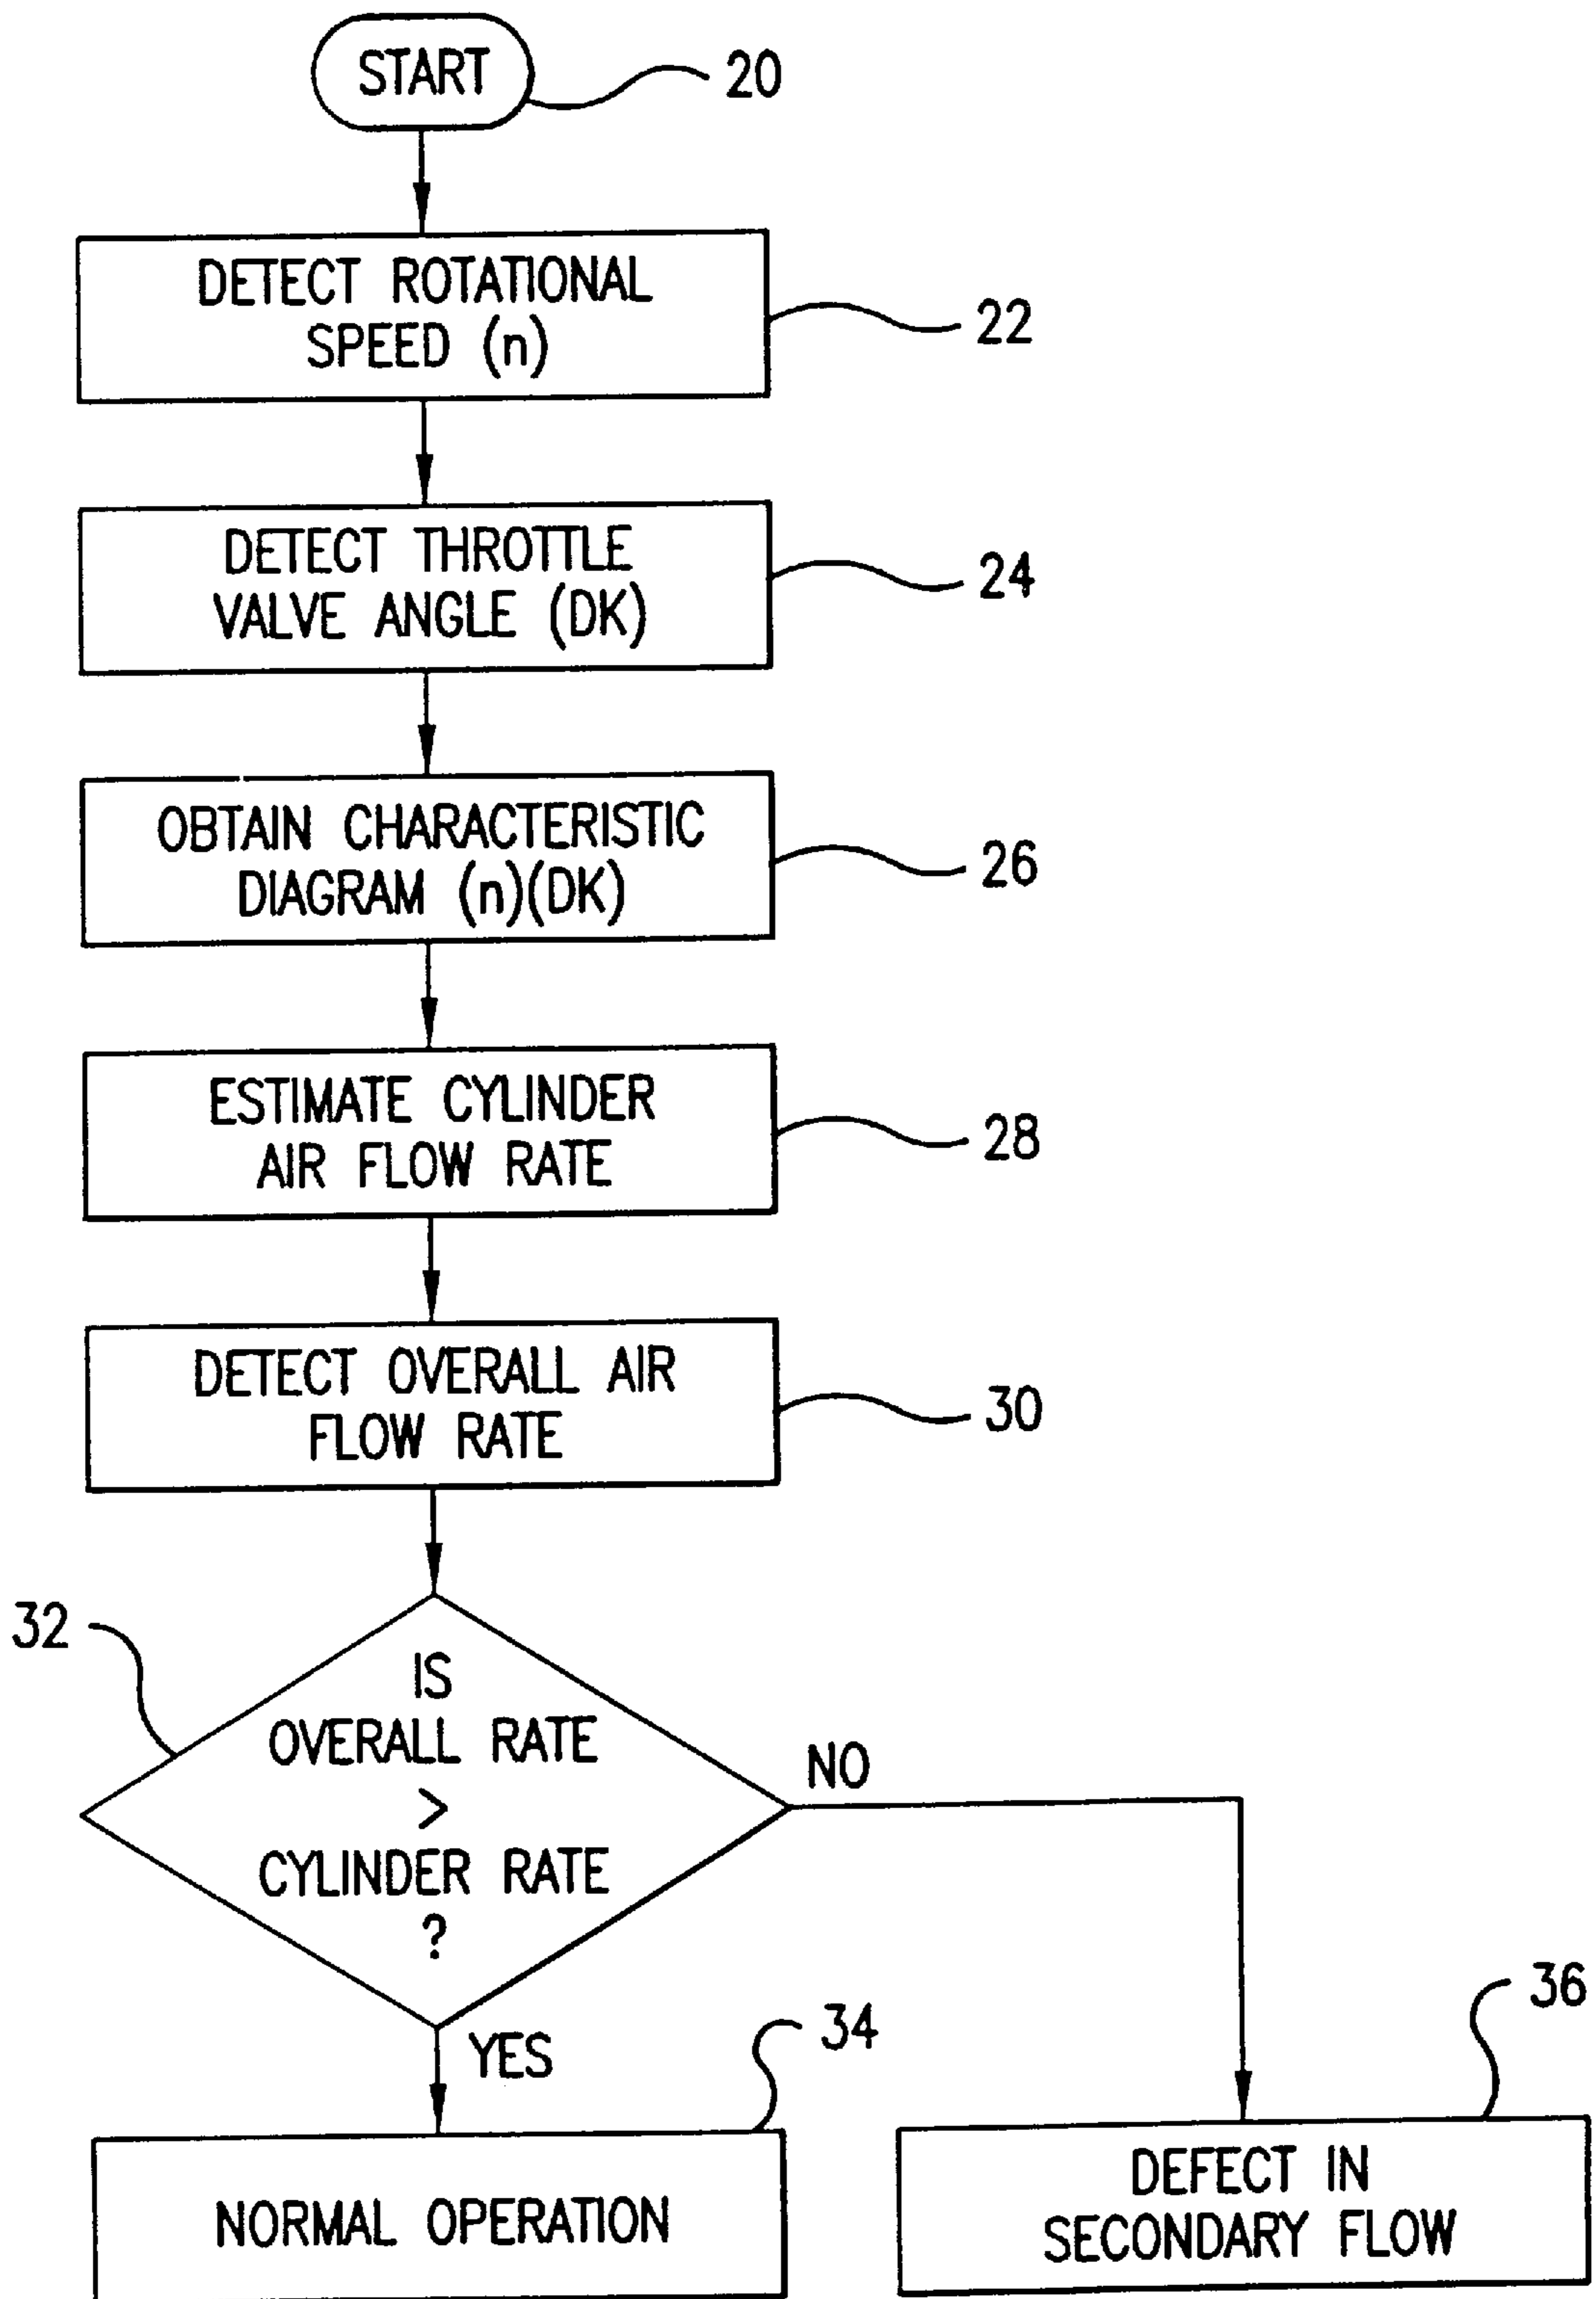 START
20
DETECT ROTATIONAL
SPEED (n)
22
DETECT THROTTLE
VALVE ANGLE (DK)
24
OBTAIN CHARACTERISTIC
DIAGRAM (n)(DK)
26
ESTIMATE CYLINDER
AIR FLOW RATE
28
DETECT OVERALL AIR
FLOW RATE
30
32
IS
OVERALL RATE
>
CYLINDER RATE
?
NO
YES
34
NORMAL OPERATION
36
DEFECT IN
SECONDARY FLOW